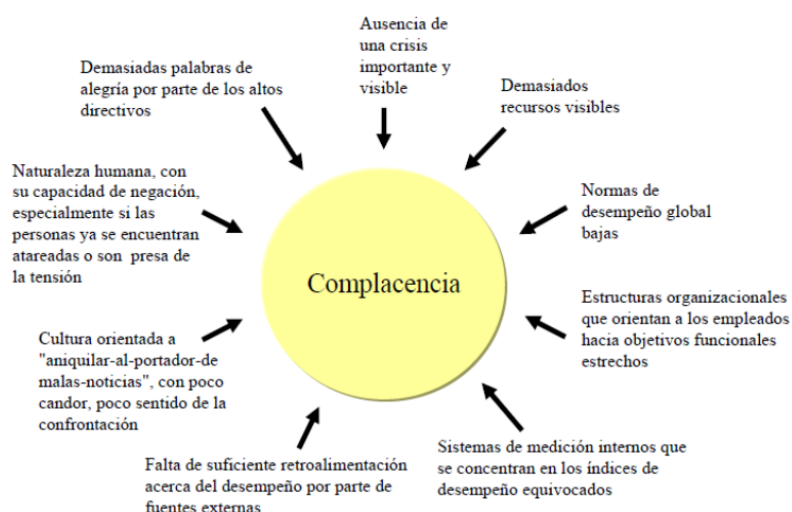 Ausencia de
una crisis
importante y
visible
Demasiados
recursos visibles
Normas de
desempeño global
bajas
Estructuras organizacionales
que orientan a los empleados
hacia objetivos funcionales
estrechos
Sistemas de medición internos que
se concentran en los índices de
desempeño equivocados
Falta de suficiente retroalimentación
acerca del desempeño por parte de
fuentes externas
Cultura orientada a
"aniquilar-al-portador-de
malas-noticias", con poco
candor, poco sentido de la
confrontación
Naturaleza humana, con
su capacidad de negación,
especialmente si las
personas ya se encuentran
atareadas o son presa de
la tensión
Demasiadas palabras de
alegría por parte de los altos
directivos
Complacencia